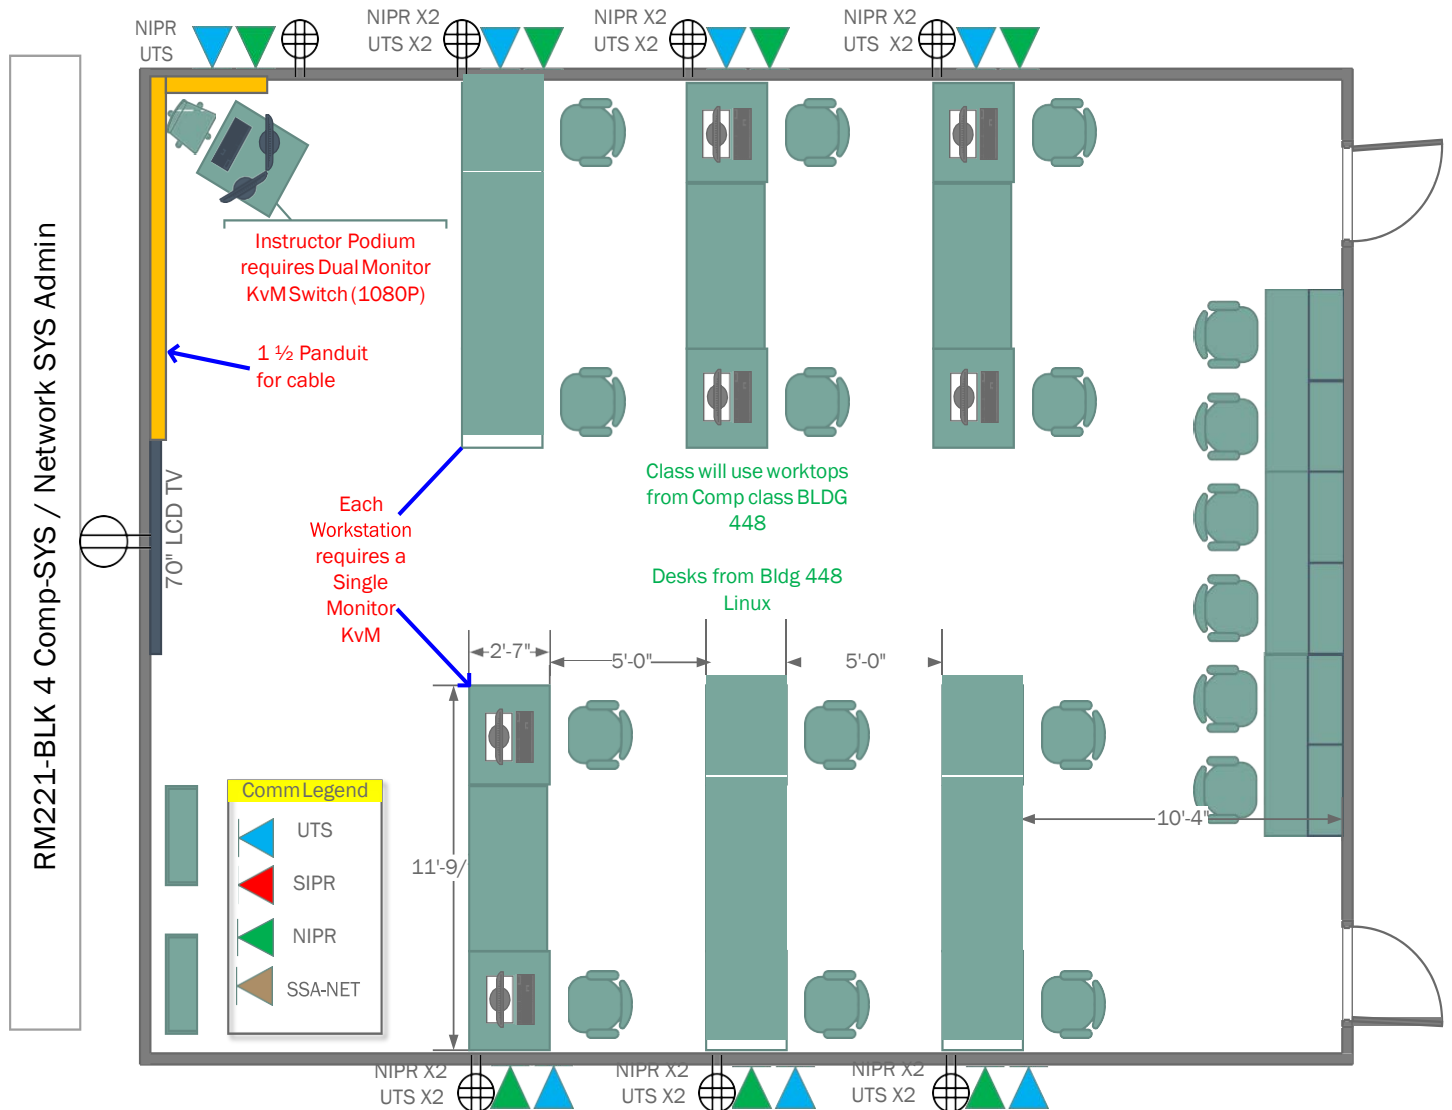 NIPR
UTS
NIPR X2
UTS X2
NIPR X2
UTS X2
NIPR X2
UTS X2
RM2221-BLK 4 Comp-SYS / Network SYS Admin
Instructor Podium
requires Dual Monitor
KvM Switch (1080P)
1 ½ Panduit
for cable
70" LCD TV
Each
Workstation
requires a
Single
Monitor
KvM
Class will use worktops
from Comp class BLDG
448
Desks from Bldg 448
Linux
2'-7"
5'-0"
5'-0"
10'-4"
11'-9/
Comm Legend
UTS
SIPR
NIPR
SSA-NET
NIPR X2
UTS X2
NIPR X2
UTS X2
NIPR X2
UTS X2